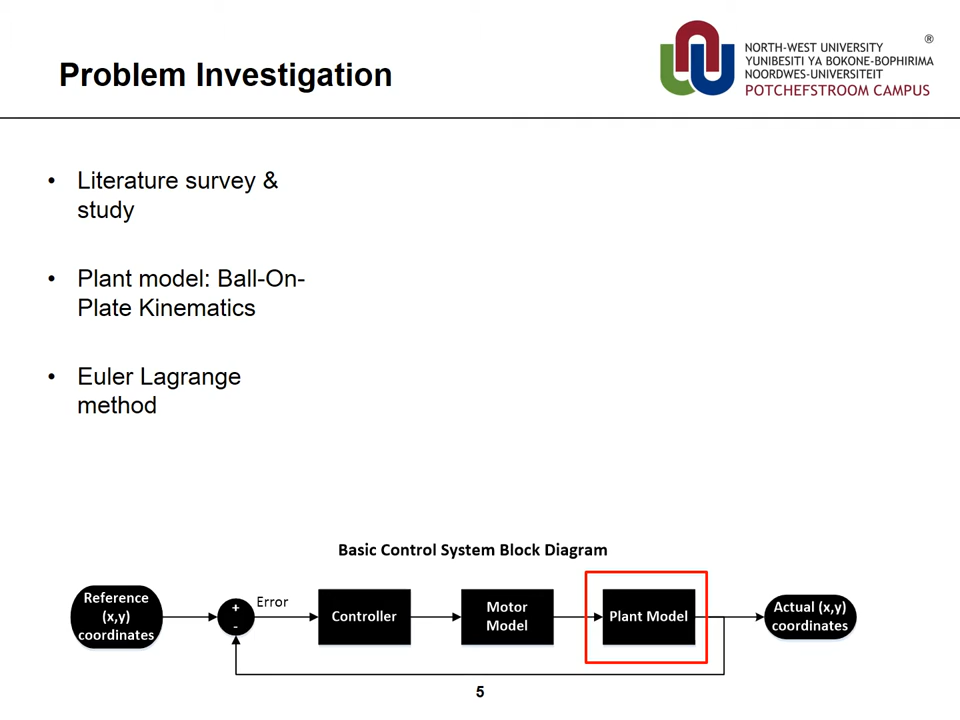 Problem Investigation
®
NORTH-WEST UNIVERSITY
YUNIBESITI YA BOKONE-BOPHIRIMA
NOORDWES-UNIVERSITEIT
POTCHEFSTROOM CAMPUS
• Literature survey &
study
• Plant model: Ball-On-
Plate Kinematics
• Euler Lagrange
method
Basic Control System Block Diagram
Reference
(x,y)
coordinates
+
-
Error
Controller
Motor
Model
Plant Model
Actual (x,y)
coordinates
5